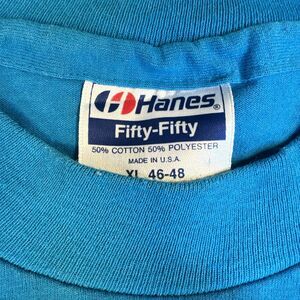 Hanes®
Fifty-Fifty
50% COTTON 50% POLYESTER
MADE IN U.S.A.
XL 46-48